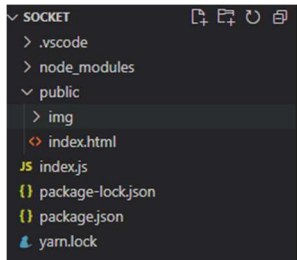 SOCKET
.vscode
node_modules
public
img
index.html
JS index.js
{} package-lock.json
{} package.json
yarn.lock